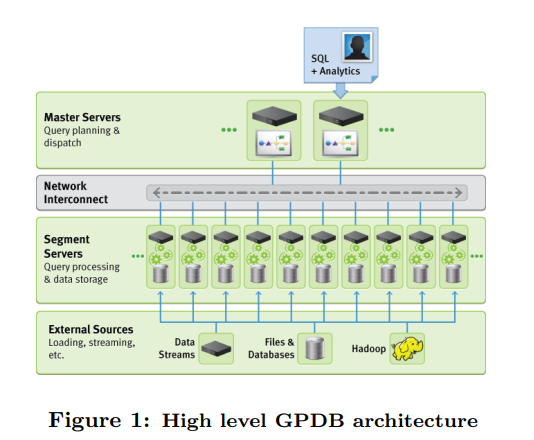 SQL
+ Analytics
Master Servers
Query planning &
dispatch
Network
Interconnect
Segment
Servers
Query processing
& data storage
External Sources
Loading, streaming,
etc.
Data
Streams
Files &
Databases
Hadoop
Figure 1: High level GPDB architecture